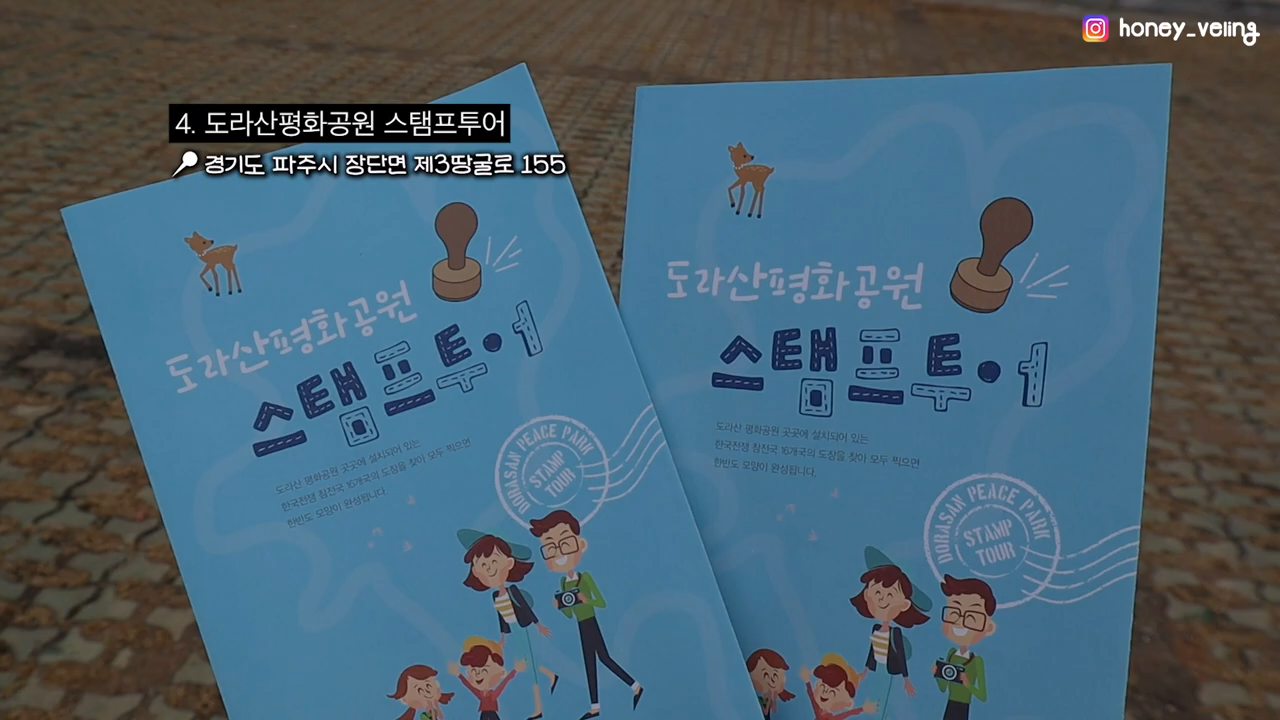 honey_veling
4. 도라산평화공원 스탬프투어
경기도 파주시 장단면 제3땅굴로 155
도라산평화공원
스탬프투어
도라산 평화공원 곳곳에 설치되어 있는
한국전쟁 참전국 16개국의 도장을 찾아 모두 찍으면
한반도 모양이 완성됩니다.
DORASAN PEACE PARK
STAMP
TOUR
도라산평화공원
스탬프투어
도라산 평화공원 곳곳에 설치되어 있는
한국전쟁 참전국 16개국의 도장을 찾아 모두 찍으면
한반도 모양이 완성됩니다.
DORASAN PEACE PARK
STAMP
TOUR